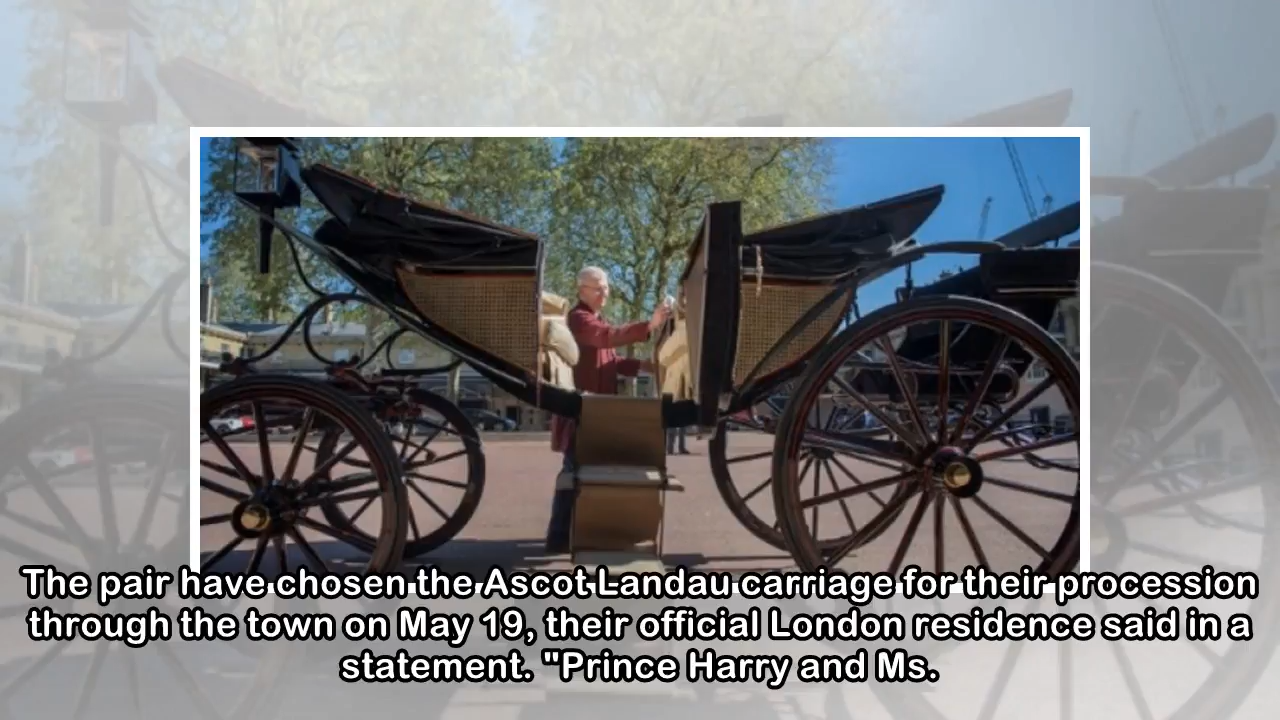 The pair have chosen the Ascot Landau carriage for their procession
through the town on May 19, their official London residence said in a
statement. "Prince Harry and Ms.